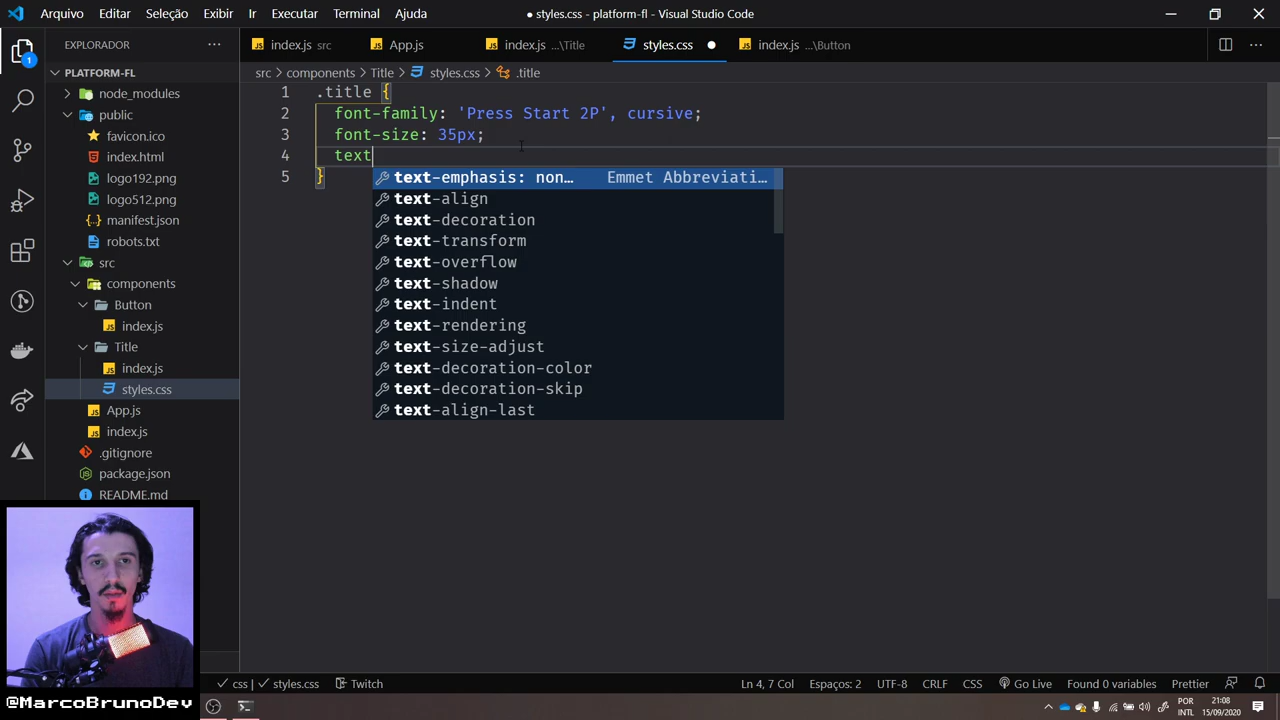 Arquivo Editar Seleção Exibir Ir Executar Terminal Ajuda
● styles.css - platform-fl - Visual Studio Code
EXPLORADOR
index.js src
App.js
index.js ...\Title
styles.css
index.js ...\Button
PLATFORM-FL
src > components > Title > styles.css > .title
node_modules
public
favicon.ico
index.html
logo192.png
logo512.png
manifest.json
robots.txt
src
components
Button
index.js
Title
index.js
styles.css
App.js
index.js
.gitignore
package.json
README.md
1 .title {
2 font-family: 'Press Start 2P', cursive;
3 font-size: 35px;
4 text
5 }
text-emphasis: non… Emmet Abbreviati…
text-align
text-decoration
text-transform
text-overflow
text-shadow
text-indent
text-rendering
text-size-adjust
text-decoration-color
text-decoration-skip
text-align-last
css
styles.css
Twitch
Ln 4, 7 Col
Espaços: 2
UTF-8
CRLF
CSS
Go Live
Found 0 variables
Prettier
@MarcoBrunoDev
POR
INTL
21:08
15/09/2020
1